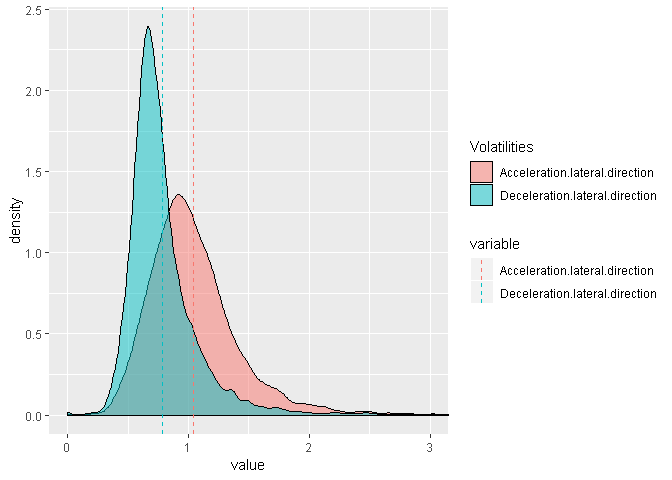 2.5
2.0
1.5
1.0
0.5
0.0
density
0
1
2
3
value
Volatilities
Acceleration.lateral.direction
Deceleration.lateral.direction
variable
Acceleration.lateral.direction
Deceleration.lateral.direction